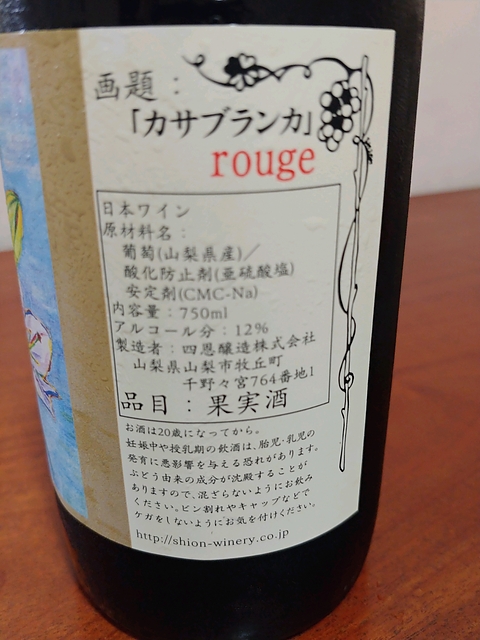 画題：
「カサブランカ」
rouge
日本ワイン
原材料名：
葡萄(山梨県産)／
酸化防止剤(亜硫酸塩)
安定剤(CMC-Na)
内容量：750ml
アルコール分：12%
製造者：四恩醸造株式会社
山梨県山梨市牧丘町
千野々宮764番地1
品目：果実酒
お酒は20歳になってから。
妊娠中や授乳期の飲酒は、胎児・乳児の
発育に悪影響を与える恐れがあります。
ぶどう由来の成分が沈殿することが
ありますので、混ざらないようにお飲み
ください。ビン割れやキャップなどで
ケガをしないようにお気を付けください。
http://shion-winery.co.jp